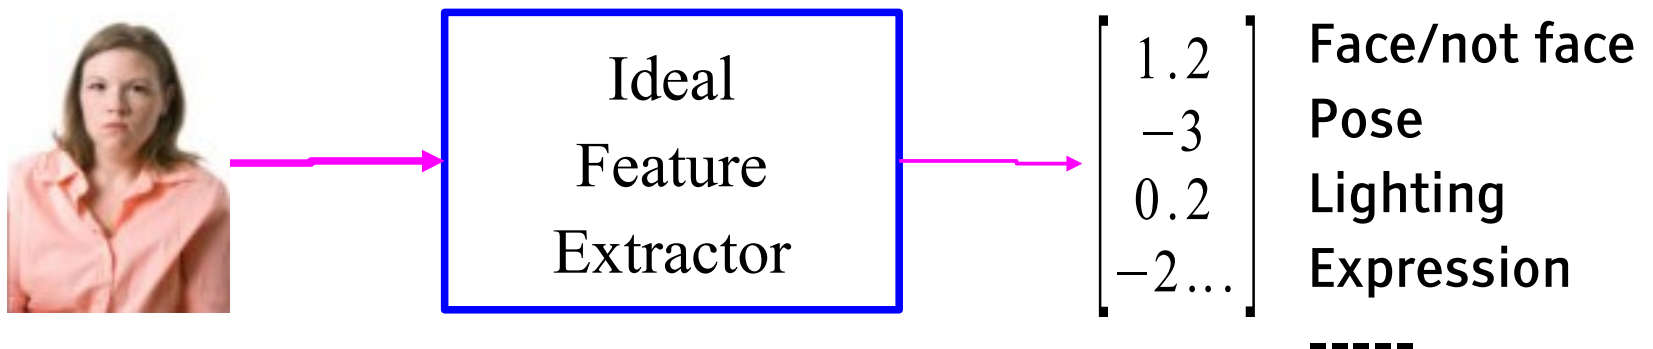 Ideal
Feature
Extractor
1.2
−3
0.2
−2...
Face/not face
Pose
Lighting
Expression
-----